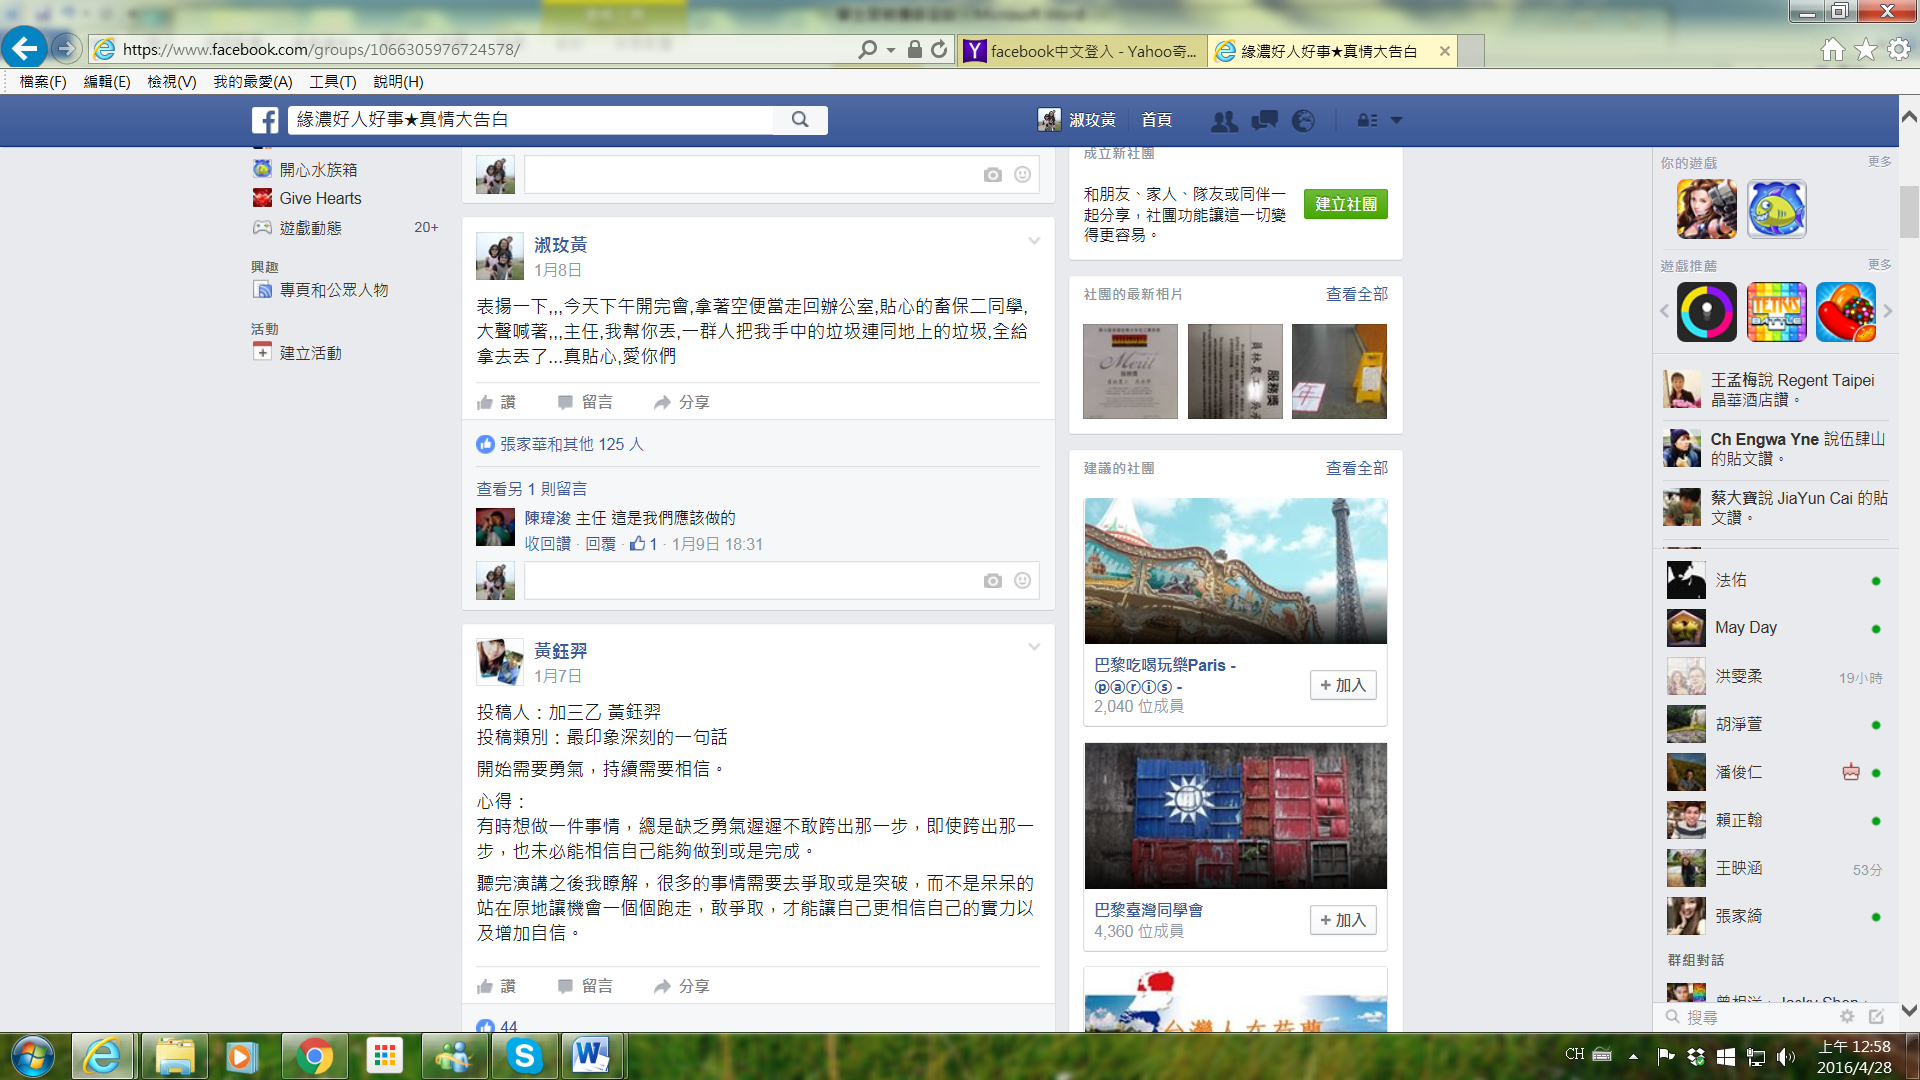 https://www.facebook.com/groups/1066305976724578/
facebook中文登入 - Yahoo奇...
緣濃好人好事★真情大告白
檔案(F) 編輯(E) 檢視(V) 我的最愛(A) 工具(T) 說明(H)
緣濃好人好事★真情大告白
淑玫黃 首頁
開心水族箱
Give Hearts
遊戲動態 20+
興趣
專頁和公眾人物
活動
建立活動
淑玫黃
1月8日
表揚一下,,,今天下午開完會,拿著空便當走回辦公室,貼心的畜保二同學,
大聲喊著,,,主任,我幫你丟,一群人把我手中的垃圾連同地上的垃圾,全給
拿去丟了...真貼心,愛你們
讚 留言 分享
張家華和其他 125 人
查看另 1 則留言
陳瑋浚 主任 這是我們應該做的
收回讚 · 回覆 · 1 · 1月9日 18:31
黃鈺羿
1月7日
投稿人：加三乙 黃鈺羿
投稿類別：最印象深刻的一句話
開始需要勇氣，持續需要相信。
心得：
有時想做一件事情，總是缺乏勇氣遲遲不敢跨出那一步，即使跨出那一
步，也未必能相信自己能夠做到或是完成。
聽完演講之後我瞭解，很多的事情需要去爭取或是突破，而不是呆呆的
站在原地讓機會一個個跑走，敢爭取，才能讓自己更相信自己的實力以
及增加自信。
讚 留言 分享
44
成立新社團
和朋友、家人、隊友或同伴一
起分享，社團功能讓這一切變
得更容易。
建立社團
社團的最新相片 查看全部
Merit
員林農工
服務獎
建議的社團 查看全部
巴黎吃喝玩樂Paris -
ⓟⓐⓡⓘⓢ -
2,040 位成員
+ 加入
巴黎臺灣同學會
4,360 位成員
+ 加入
台灣人在荷蘭
你的遊戲 更多
遊戲推薦 更多
TETRIS
BATTLE
王孟梅說 Regent Taipei
晶華酒店讚。
Ch Engwa Yne 說伍肆山
的貼文讚。
蔡大寶說 JiaYun Cai 的貼
文讚。
法佑
May Day
洪雯柔 19小時
胡淨萱
潘俊仁
賴正翰
王映涵 53分
張家綺
群組對話
搜尋
CH
上午 12:58
2016/4/28